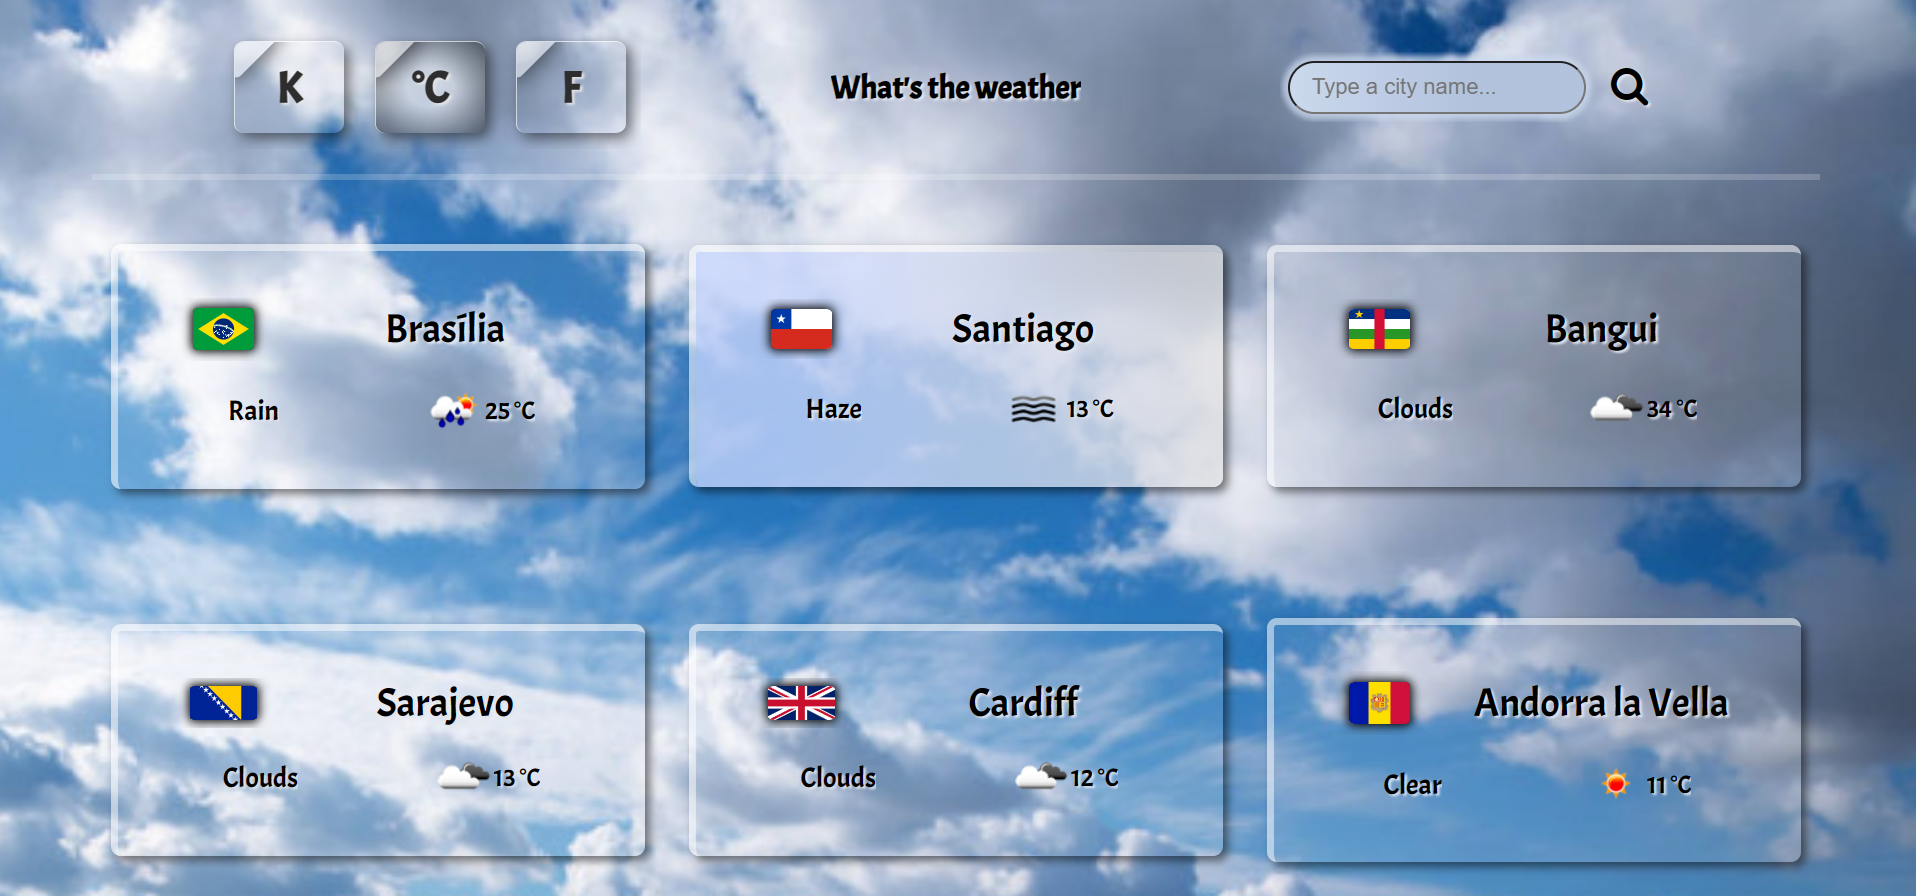 K °C F What's the weather Type a city name...
Brasília Santiago Bangui
Rain 25 °C Haze 13 °C Clouds 34 °C
Sarajevo Cardiff Andorra la Vella
Clouds 13 °C Clouds 12 °C Clear 11 °C